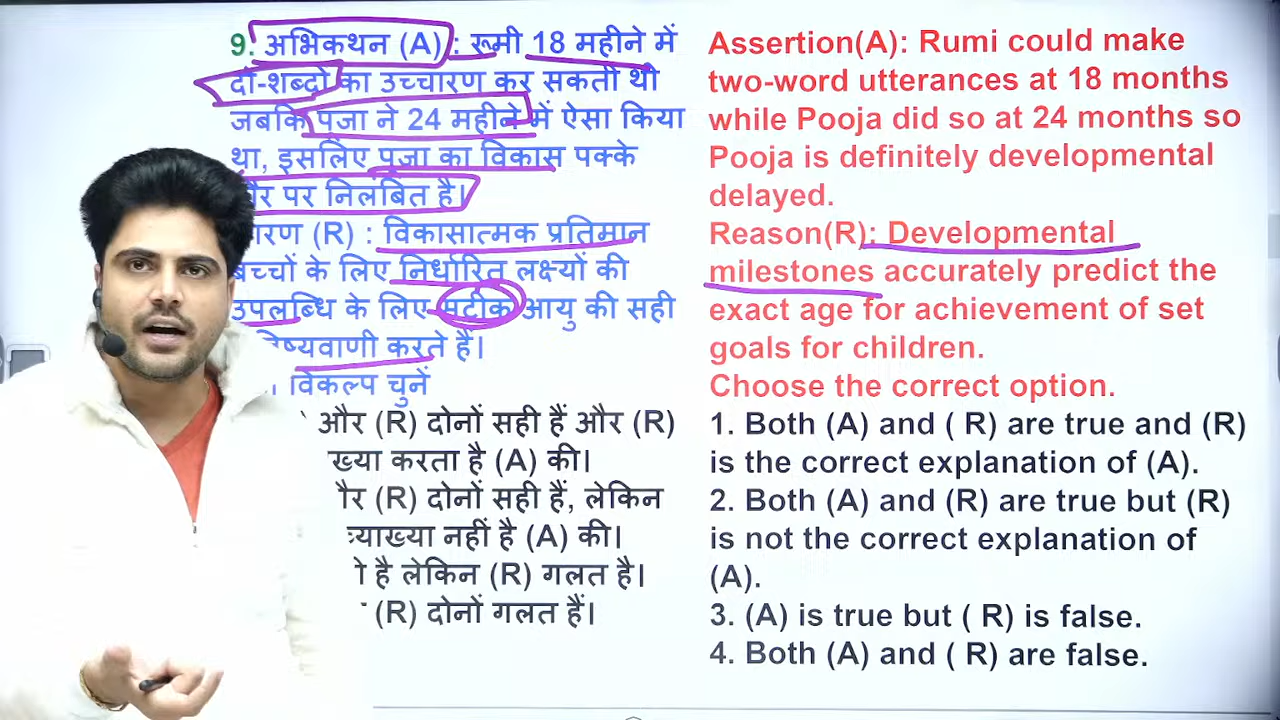 9. अभिकथन (A) : रूमी 18 महीने में
दो-शब्दों का उच्चारण कर सकती थी
जबकि पूजा ने 24 महीने में ऐसा किया
था, इसलिए पूजा का विकास पक्के
पर निलंबित है।
(R) : विकासात्मक प्रतिमान
बच्चों के लिए निर्धारित लक्ष्यों की
उपलब्धि के लिए सटीक आयु की सही
करते हैं।
विकल्प चुनें
और (R) दोनों सही हैं और (R)
करता है (A) की।
(R) दोनों सही हैं, लेकिन
नहीं है (A) की।
है लेकिन (R) गलत है।
(R) दोनों गलत हैं।
Assertion(A): Rumi could make
two-word utterances at 18 months
while Pooja did so at 24 months so
Pooja is definitely developmental
delayed.
Reason(R): Developmental
milestones accurately predict the
exact age for achievement of set
goals for children.
Choose the correct option.
1. Both (A) and ( R) are true and (R)
is the correct explanation of (A).
2. Both (A) and (R) are true but (R)
is not the correct explanation of
(A).
3. (A) is true but ( R) is false.
4. Both (A) and ( R) are false.